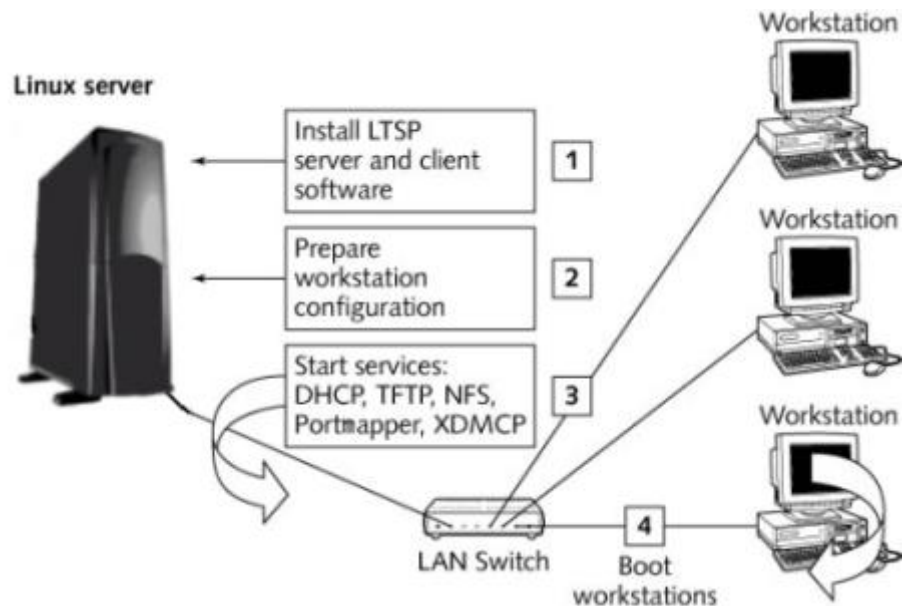 Workstation
Linux server
Install LTSP
server and client
software
1
Workstation
Prepare
workstation
configuration
2
Start services:
DHCP, TFTP, NFS,
Portmapper, XDMCP
3
Workstation
LAN Switch
4
Boot
workstations